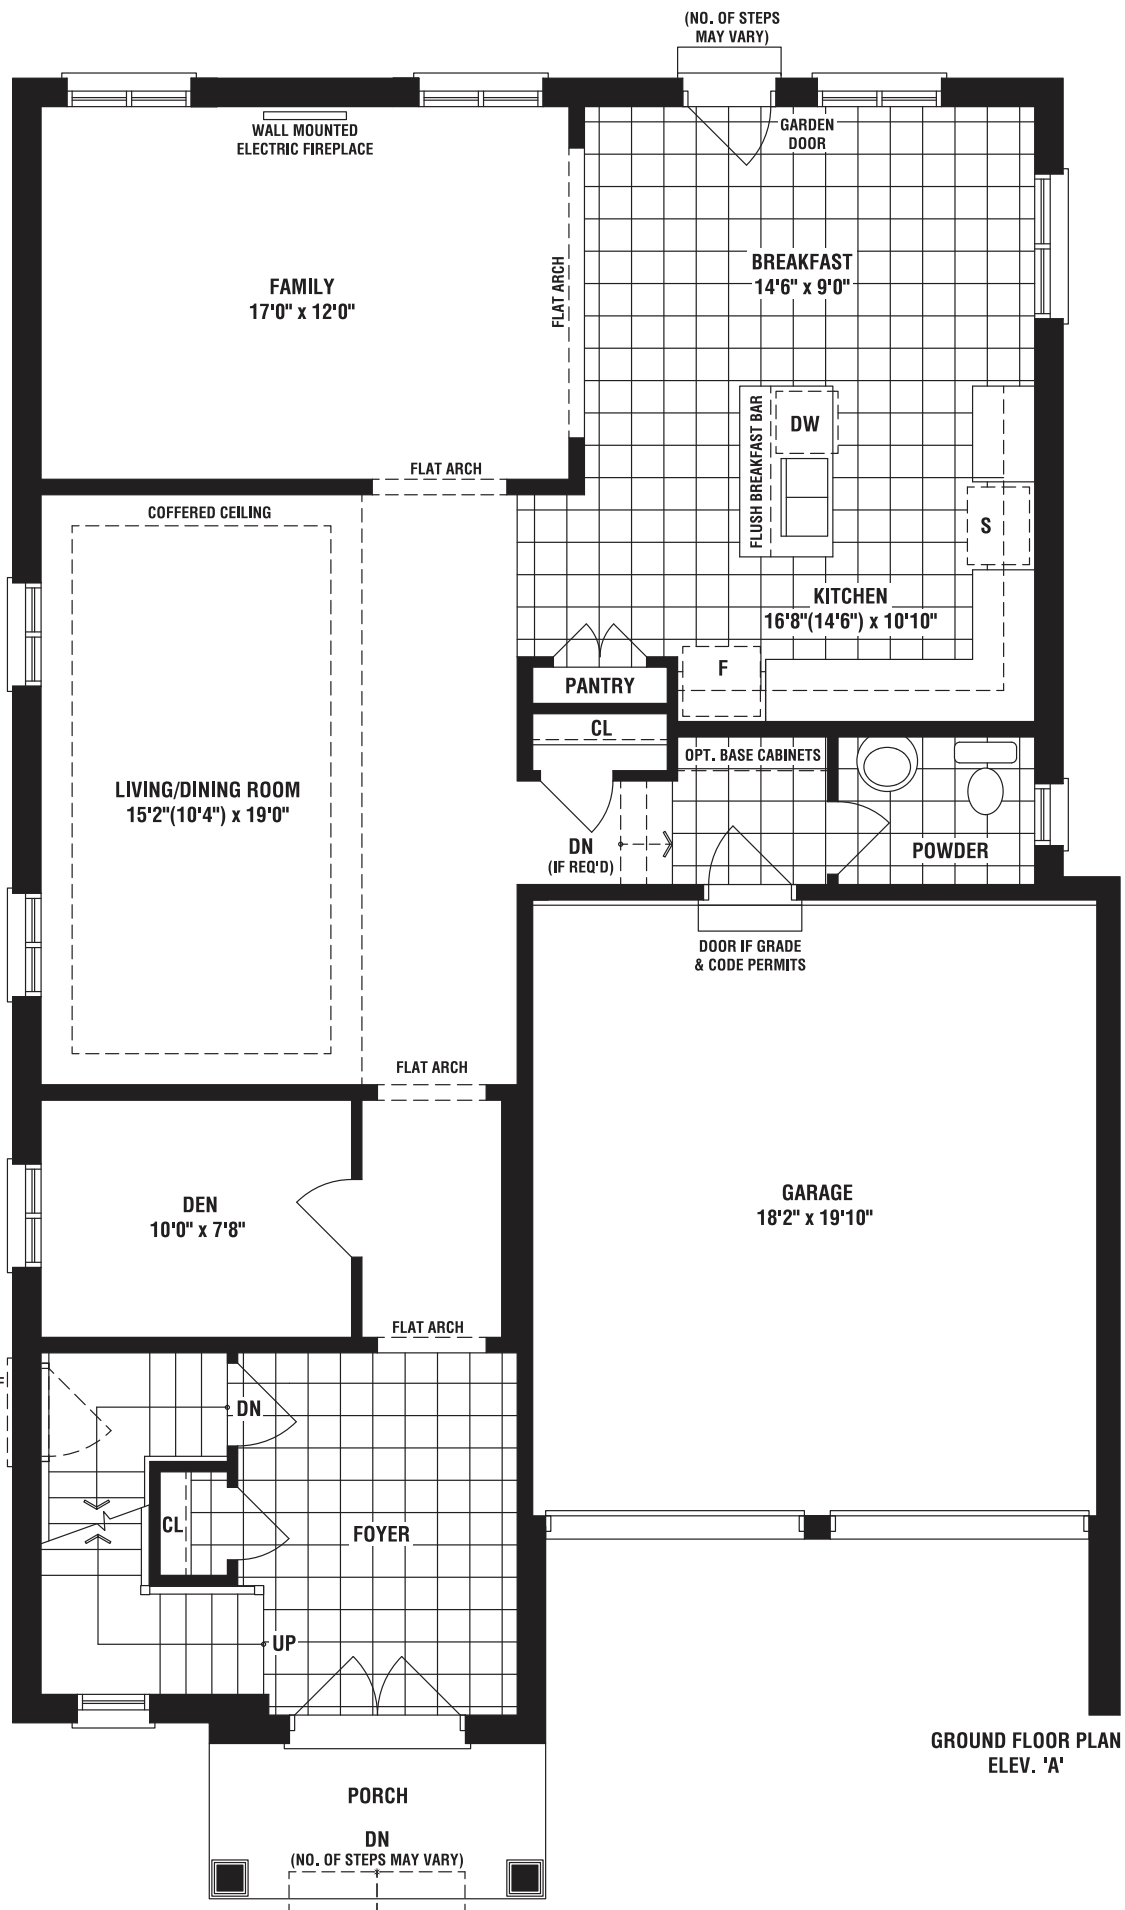 (NO. OF STEPS
MAY VARY)
WALL MOUNTED
ELECTRIC FIREPLACE
GARDEN
DOOR
FAMILY
17'0" x 12'0"
FLAT ARCH
BREAKFAST
14'6" x 9'0"
FLUSH BREAKFAST BAR
DW
S
FLAT ARCH
COFFERED CEILING
KITCHEN
16'8"(14'6") x 10'10"
F
PANTRY
CL
OPT. BASE CABINETS
LIVING/DINING ROOM
15'2"(10'4") x 19'0"
DN
(IF REQ'D)
POWDER
DOOR IF GRADE
& CODE PERMITS
FLAT ARCH
DEN
10'0" x 7'8"
GARAGE
18'2" x 19'10"
FLAT ARCH
DN
CL
FOYER
UP
GROUND FLOOR PLAN
ELEV. 'A'
PORCH
DN
(NO. OF STEPS MAY VARY)